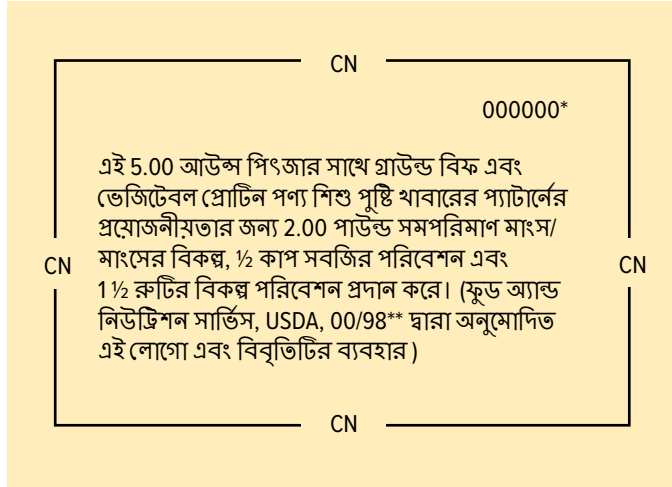 CN
000000*
এই 5.00 আউন্স পিৎজার সাথে গ্রাউন্ড বিফ এবং
ভেজিটেবল প্রোটিন পণ্য শিশু পুষ্টি খাবারের প্যাটার্নের
প্রয়োজনীয়তার জন্য 2.00 পাউন্ড সমপরিমাণ মাংস/
CN মাংসের বিকল্প, ½ কাপ সবজির পরিবেশন এবং CN
1 ½ রুটির বিকল্প পরিবেশন প্রদান করে। (ফুড অ্যান্ড
নিউট্রিশন সার্ভিস, USDA, 00/98** দ্বারা অনুমোদিত
এই লোগো এবং বিবৃতিটির ব্যবহার )
CN